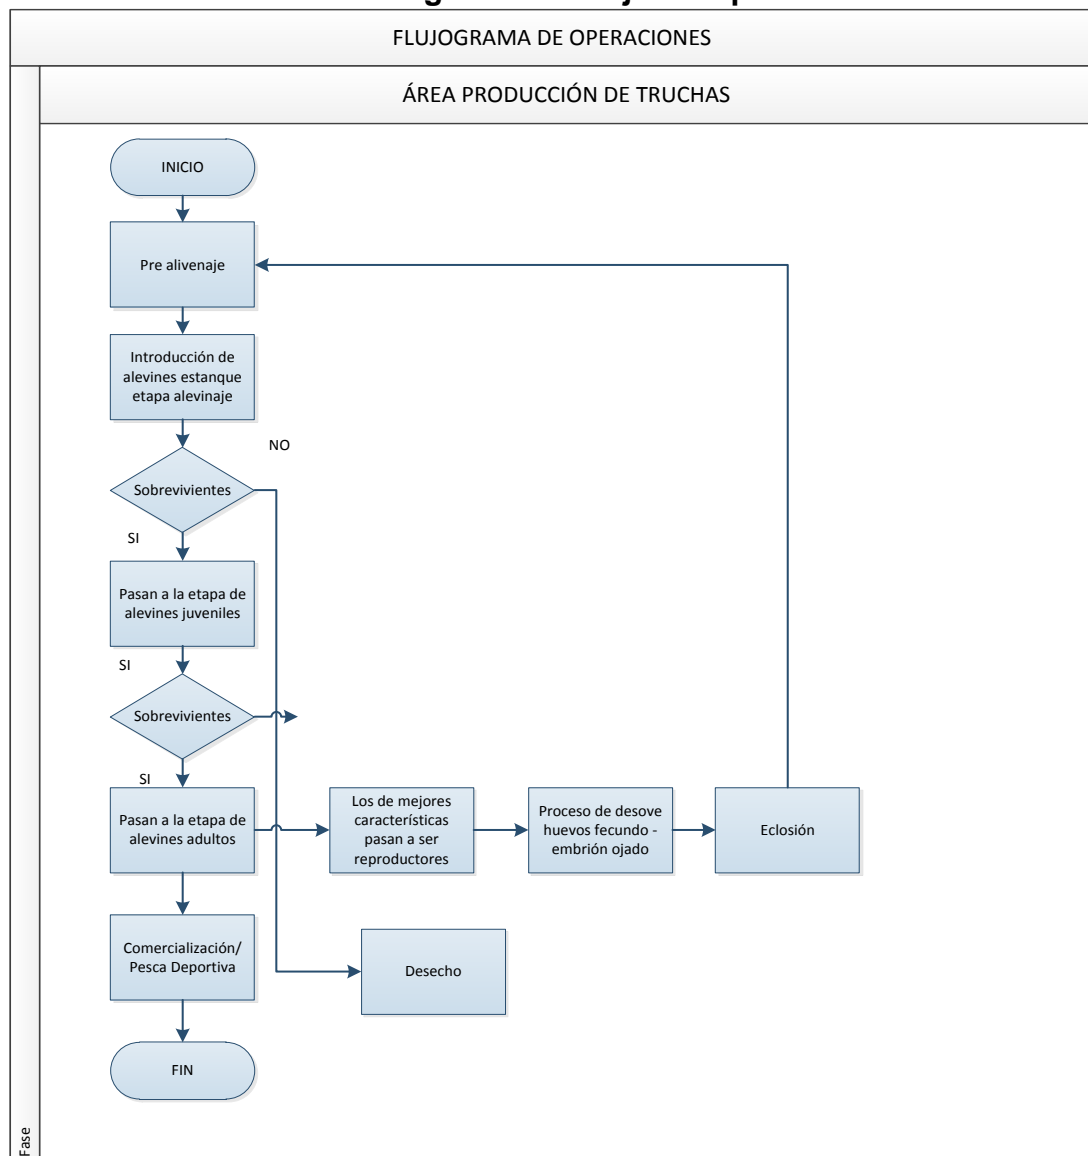 FLUJOGRAMA DE OPERACIONES
ÁREA PRODUCCIÓN DE TRUCHAS
INICIO
Pre alivenaje
Introducción de
alevines estanque
etapa alevinaje
NO
Sobrevivientes
SI
Pasan a la etapa de
alevines juveniles
SI
Sobrevivientes
SI
Pasan a la etapa de
alevines adultos
Los de mejores
características
pasan a ser
reproductores
Proceso de desove
huevos fecundo -
embrión ojado
Eclosión
Comercialización/
Pesca Deportiva
Desecho
FIN
Fase